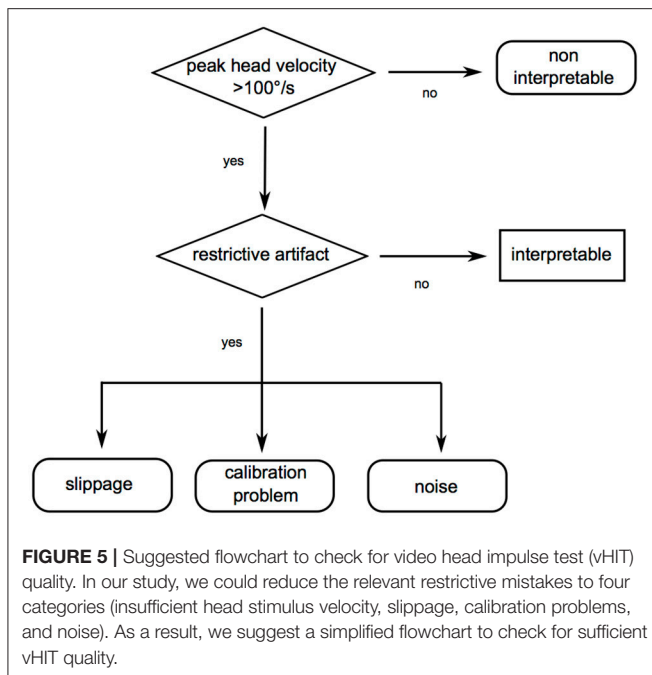 peak head velocity
>100°/s
no
non
interpretable
yes
restrictive artifact
no
interpretable
yes
slippage
calibration
problem
noise
FIGURE 5 | Suggested flowchart to check for video head impulse test (vHIT)
quality. In our study, we could reduce the relevant restrictive mistakes to four
categories (insufficient head stimulus velocity, slippage, calibration problems,
and noise). As a result, we suggest a simplified flowchart to check for sufficient
vHIT quality.